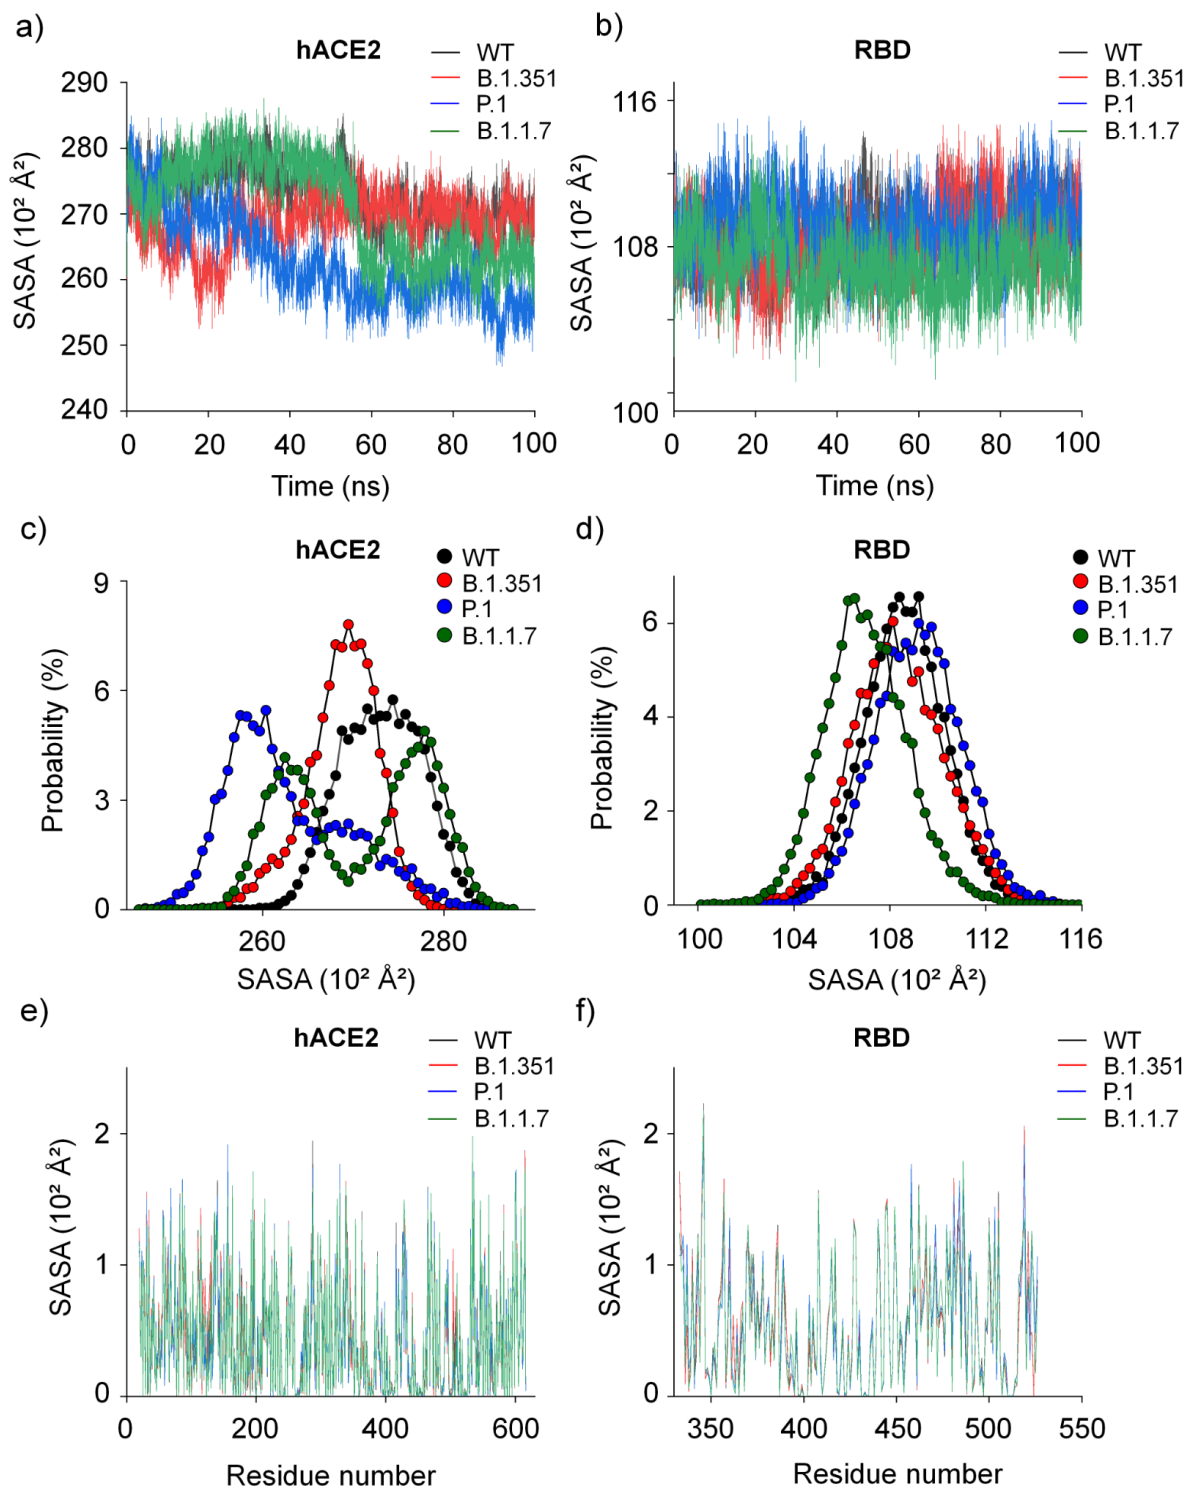 a)
hACE2
WT
B.1.351
P.1
B.1.1.7
SASA (10² Å²)
290
280
270
260
250
240
0 20 40 60 80 100
Time (ns)
b)
RBD
WT
B.1.351
P.1
B.1.1.7
SASA (10² Å²)
116
108
100
0 20 40 60 80 100
Time (ns)
c)
hACE2
WT
B.1.351
P.1
B.1.1.7
Probability (%)
9
6
3
0
260 280
SASA (10² Å²)
d)
RBD
WT
B.1.351
P.1
B.1.1.7
Probability (%)
6
4
2
0
100 104 108 112 116
SASA (10² Å²)
e)
hACE2
WT
B.1.351
P.1
B.1.1.7
SASA (10² Å²)
2
1
0
0 200 400 600
Residue number
f)
RBD
WT
B.1.351
P.1
B.1.1.7
SASA (10² Å²)
2
1
0
350 400 450 500 550
Residue number